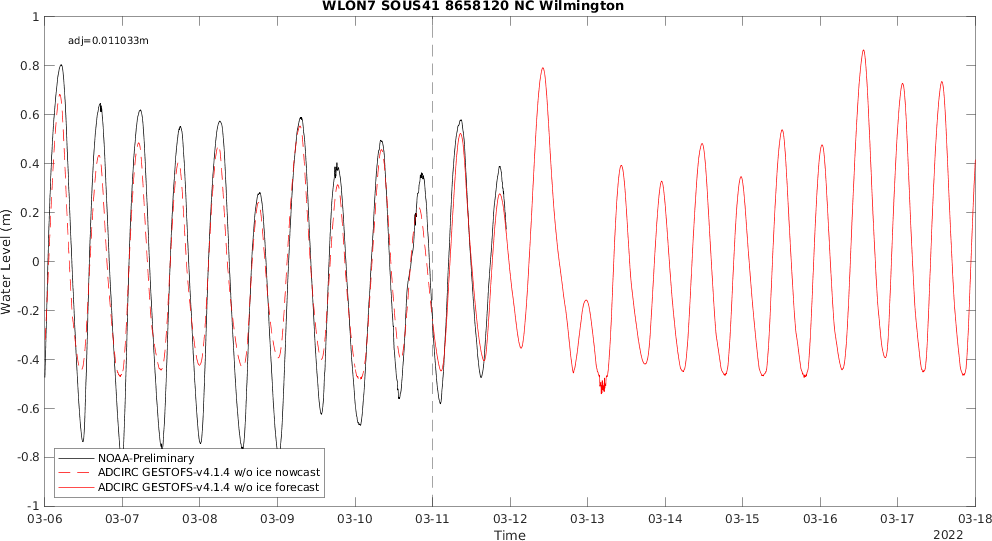 WLON7 SOUS41 8658120 NC Wilmington
adj=0.011033m
1
0.8
0.6
0.4
0.2
0
-0.2
-0.4
-0.6
-0.8
-1
Water Level (m)
NOAA-Preliminary
ADCIRC GESTOFS-v4.1.4 w/o ice nowcast
ADCIRC GESTOFS-v4.1.4 w/o ice forecast
03-06 03-07 03-08 03-09 03-10 03-11 03-12 03-13 03-14 03-15 03-16 03-17 03-18
Time
2022